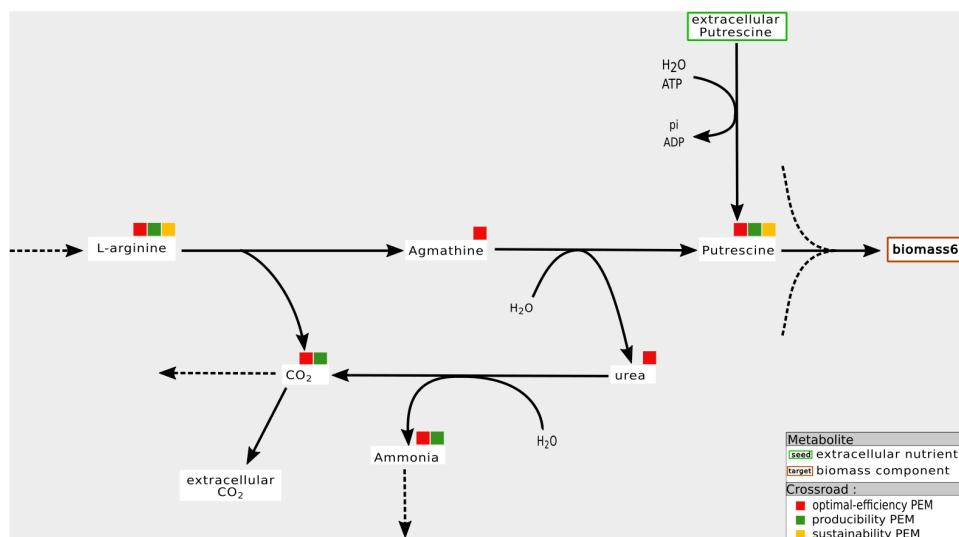 extracellular
Putrescine
H2O
ATP
pi
ADP
L-arginine
Agmathine
Putrescine
biomass6
H2O
CO2
urea
Ammonia
H2O
extracellular
CO2
Metabolite
seed extracellular nutrient
target biomass component
Crossroad :
optimal-efficiency PEM
producibility PEM
sustainability PEM